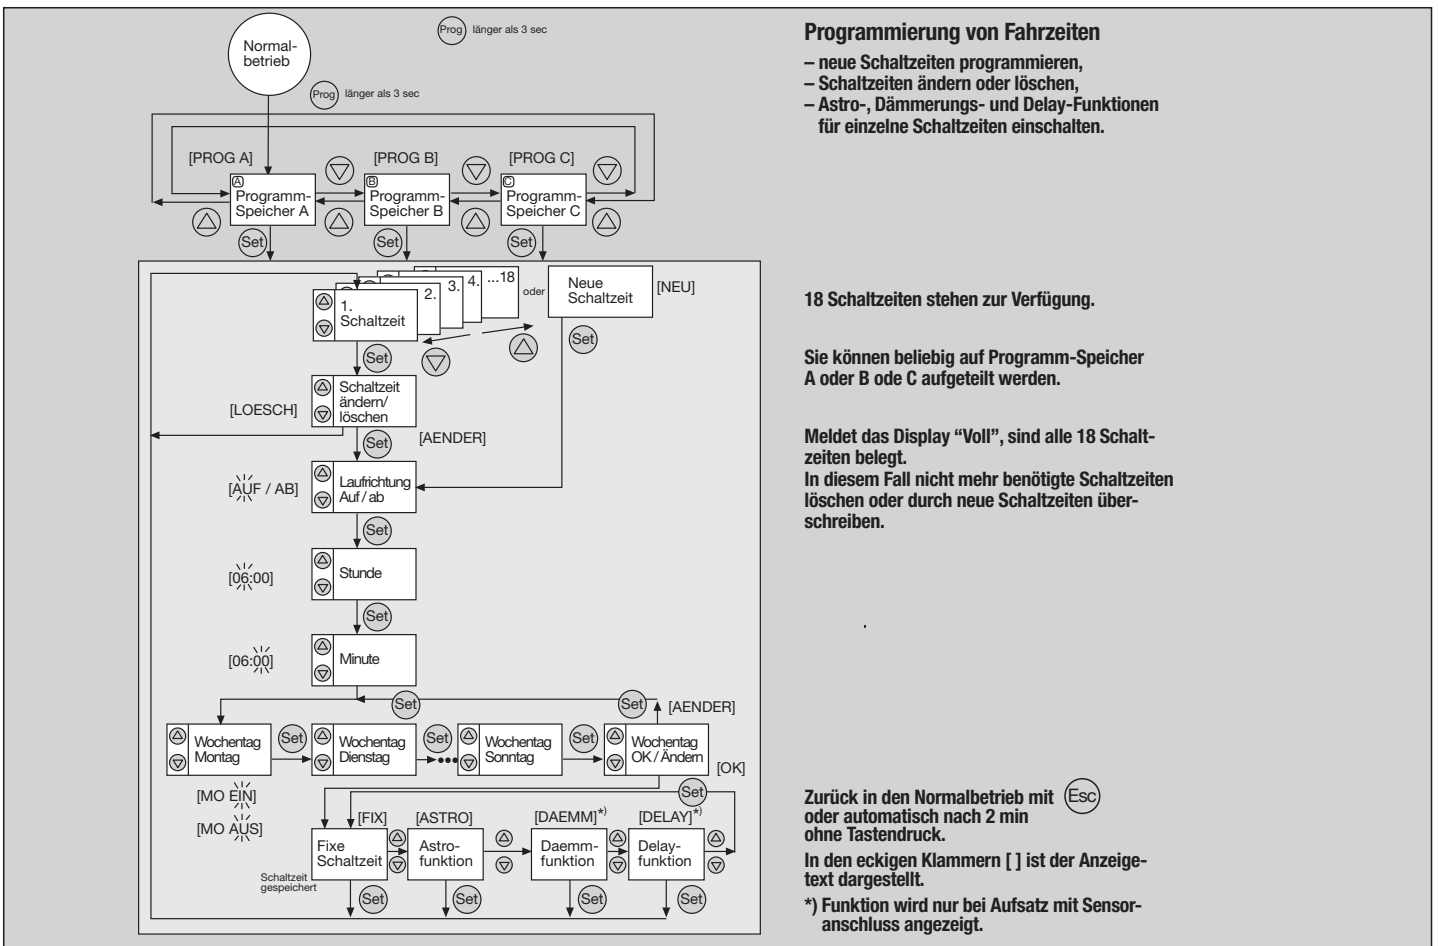 Normal-
betrieb
Prog länger als 3 sec
Prog länger als 3 sec
[PROG A]
[PROG B]
[PROG C]
A
Programm-
Speicher A
B
Programm-
Speicher B
C
Programm-
Speicher C
Set
Set
Set
1.
Schaltzeit
2.
3.
4.
...18
oder
Neue
Schaltzeit
[NEU]
Set
Set
Schaltzeit
ändern/
löschen
[LOESCH]
Set
[AENDER]
Laufrichtung
Auf / ab
[AUF / AB]
Set
Stunde
[06:00]
Set
Minute
[06:00]
Set
Set
[AENDER]
Wochentag
Montag
Set
Wochentag
Dienstag
Set
Wochentag
Sonntag
Set
Wochentag
OK / Ändern
[OK]
[MO EIN]
[MO AUS]
Set
[FIX]
[ASTRO]
[DAEMM]*)
[DELAY]*)
Fixe
Schaltzeit
Astro-
funktion
Daemm-
funktion
Delay-
funktion
Schaltzeit
gespeichert
Set
Set
Set
Set
Programmierung von Fahrzeiten
– neue Schaltzeiten programmieren,
– Schaltzeiten ändern oder löschen,
– Astro-, Dämmerungs- und Delay-Funktionen
für einzelne Schaltzeiten einschalten.
18 Schaltzeiten stehen zur Verfügung.
Sie können beliebig auf Programm-Speicher
A oder B ode C aufgeteilt werden.
Meldet das Display “Voll”, sind alle 18 Schalt-
zeiten belegt.
In diesem Fall nicht mehr benötigte Schaltzeiten
löschen oder durch neue Schaltzeiten über-
schreiben.
Zurück in den Normalbetrieb mit Esc
oder automatisch nach 2 min
ohne Tastendruck.
In den eckigen Klammern [ ] ist der Anzeige-
text dargestellt.
*) Funktion wird nur bei Aufsatz mit Sensor-
anschluss angezeigt.